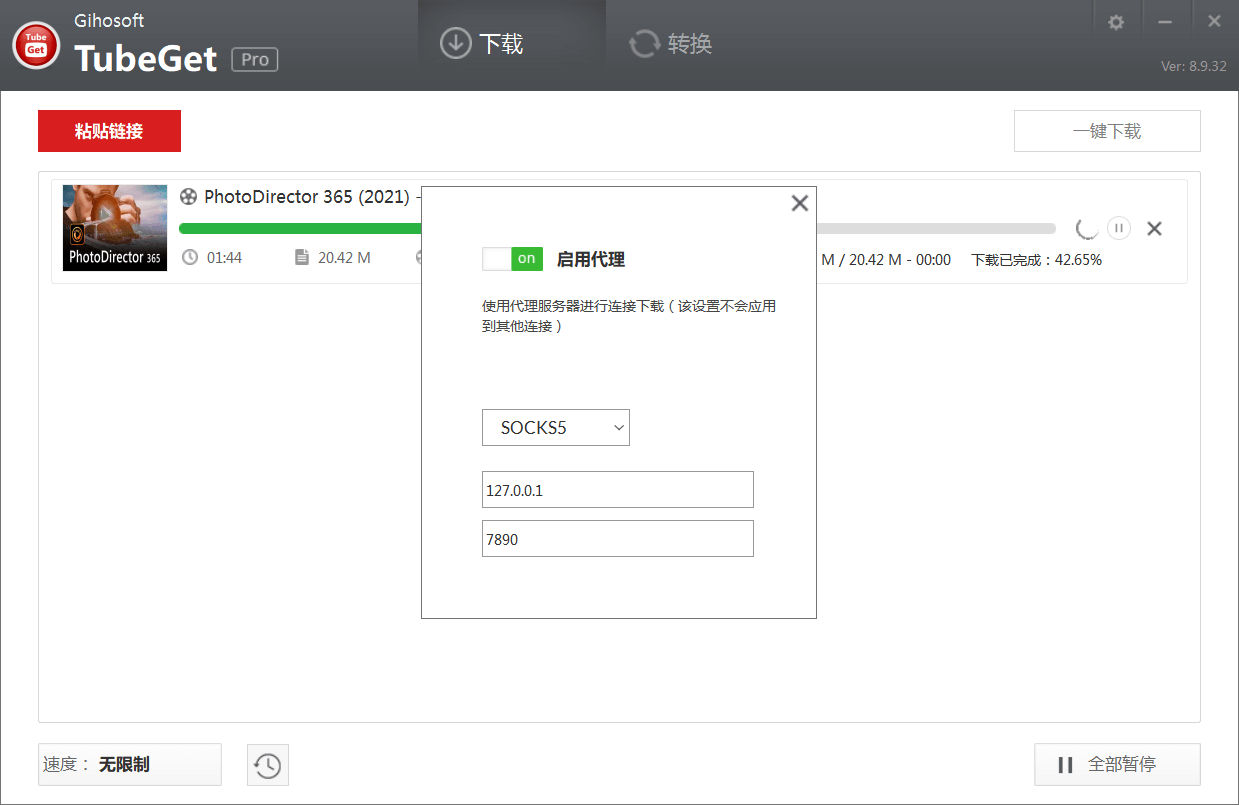 Gihosoft
TubeGet Pro
Tube
Get
下载
转换
Ver: 8.9.32
粘贴链接
一键下载
PhotoDirector 365 (2021) -
PhotoDirector 365
01:44
20.42 M
M / 20.42 M - 00:00
下载已完成：42.65%
on
启用代理
使用代理服务器进行连接下载（该设置不会应用
到其他连接）
SOCKS5
127.0.0.1
7890
速度： 无限制
全部暂停